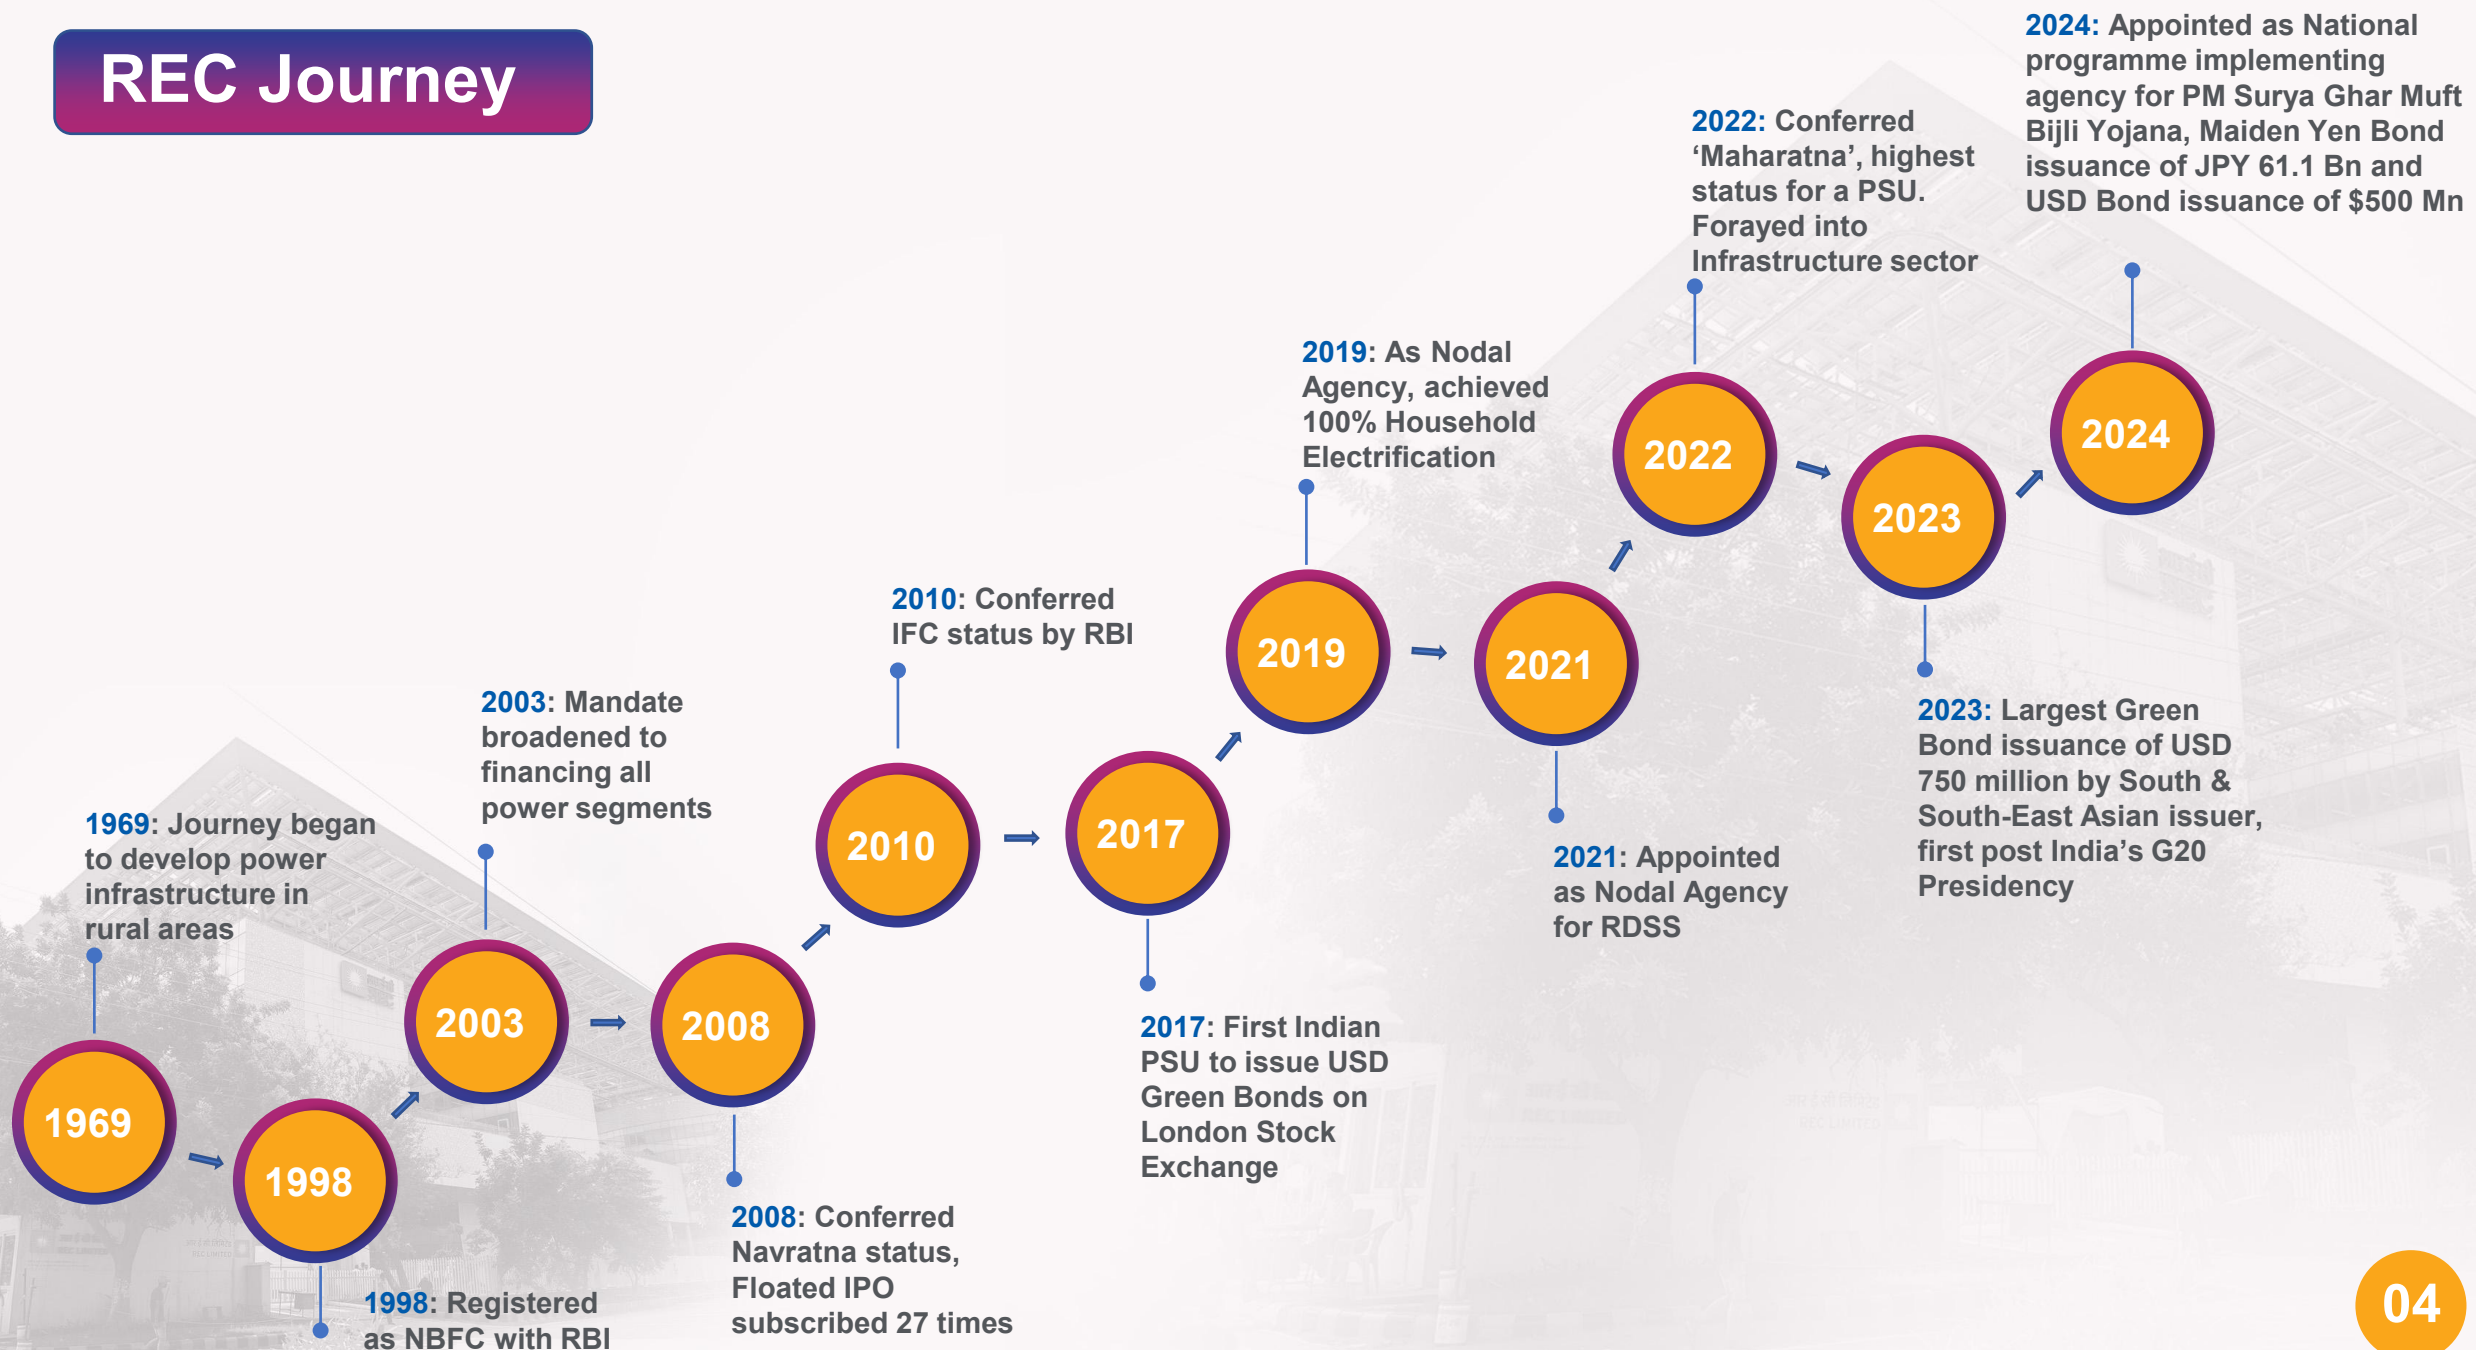 REC Journey
1969: Journey began
to develop power
infrastructure in
rural areas
1998: Registered
as NBFC with RBI
2003: Mandate
broadened to
financing all
power segments
2008: Conferred
Navratna status,
Floated IPO
subscribed 27 times
2010: Conferred
IFC status by RBI
2017: First Indian
PSU to issue USD
Green Bonds on
London Stock
Exchange
2019: As Nodal
Agency, achieved
100% Household
Electrification
2021: Appointed
as Nodal Agency
for RDSS
2022: Conferred
‘Maharatna’, highest
status for a PSU.
Forayed into
Infrastructure sector
2023: Largest Green
Bond issuance of USD
750 million by South &
South-East Asian issuer,
first post India’s G20
Presidency
2024: Appointed as National
programme implementing
agency for PM Surya Ghar Muft
Bijli Yojana, Maiden Yen Bond
issuance of JPY 61.1 Bn and
USD Bond issuance of $500 Mn
1969
1998
2003
2008
2010
2017
2019
2021
2022
2023
2024
REC LIMITED
REC LIMITED
04